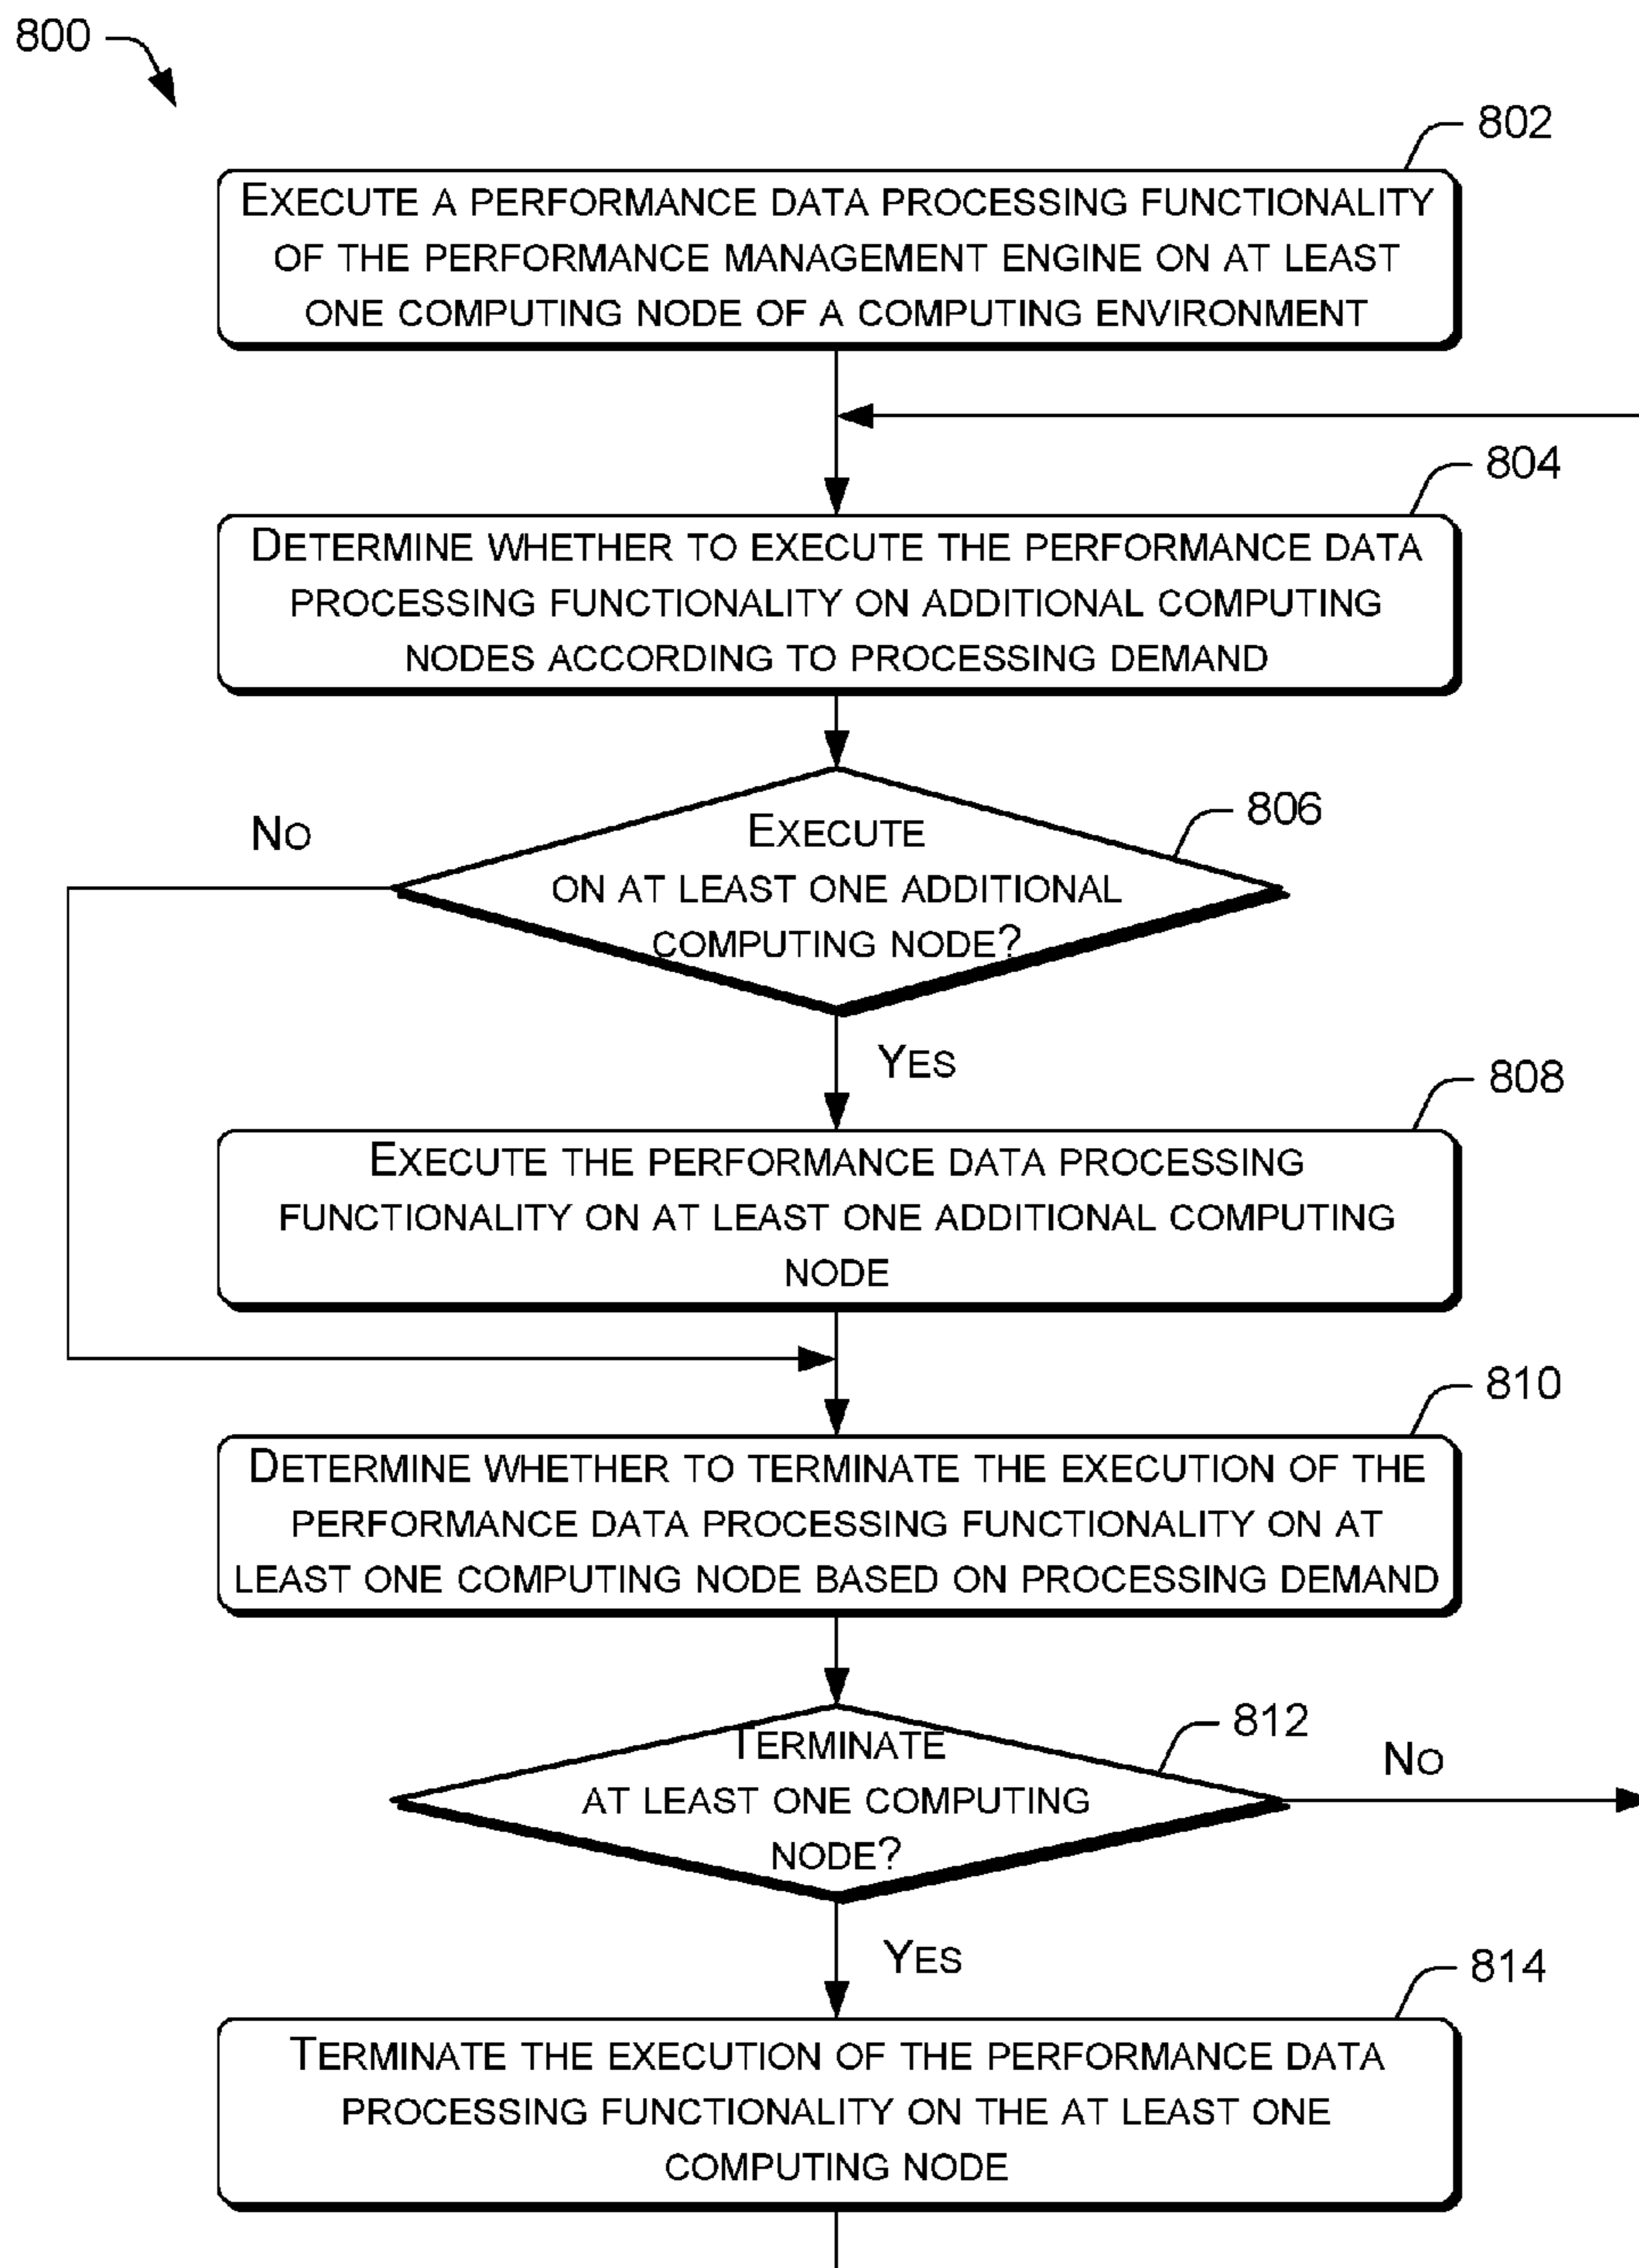 800
802
EXECUTE A PERFORMANCE DATA PROCESSING FUNCTIONALITY
OF THE PERFORMANCE MANAGEMENT ENGINE ON AT LEAST
ONE COMPUTING NODE OF A COMPUTING ENVIRONMENT
804
DETERMINE WHETHER TO EXECUTE THE PERFORMANCE DATA
PROCESSING FUNCTIONALITY ON ADDITIONAL COMPUTING
NODES ACCORDING TO PROCESSING DEMAND
806
NO
EXECUTE
ON AT LEAST ONE ADDITIONAL
COMPUTING NODE?
YES
808
EXECUTE THE PERFORMANCE DATA PROCESSING
FUNCTIONALITY ON AT LEAST ONE ADDITIONAL COMPUTING
NODE
810
DETERMINE WHETHER TO TERMINATE THE EXECUTION OF THE
PERFORMANCE DATA PROCESSING FUNCTIONALITY ON AT
LEAST ONE COMPUTING NODE BASED ON PROCESSING DEMAND
812
TERMINATE
AT LEAST ONE COMPUTING
NODE?
NO
YES
814
TERMINATE THE EXECUTION OF THE PERFORMANCE DATA
PROCESSING FUNCTIONALITY ON THE AT LEAST ONE
COMPUTING NODE